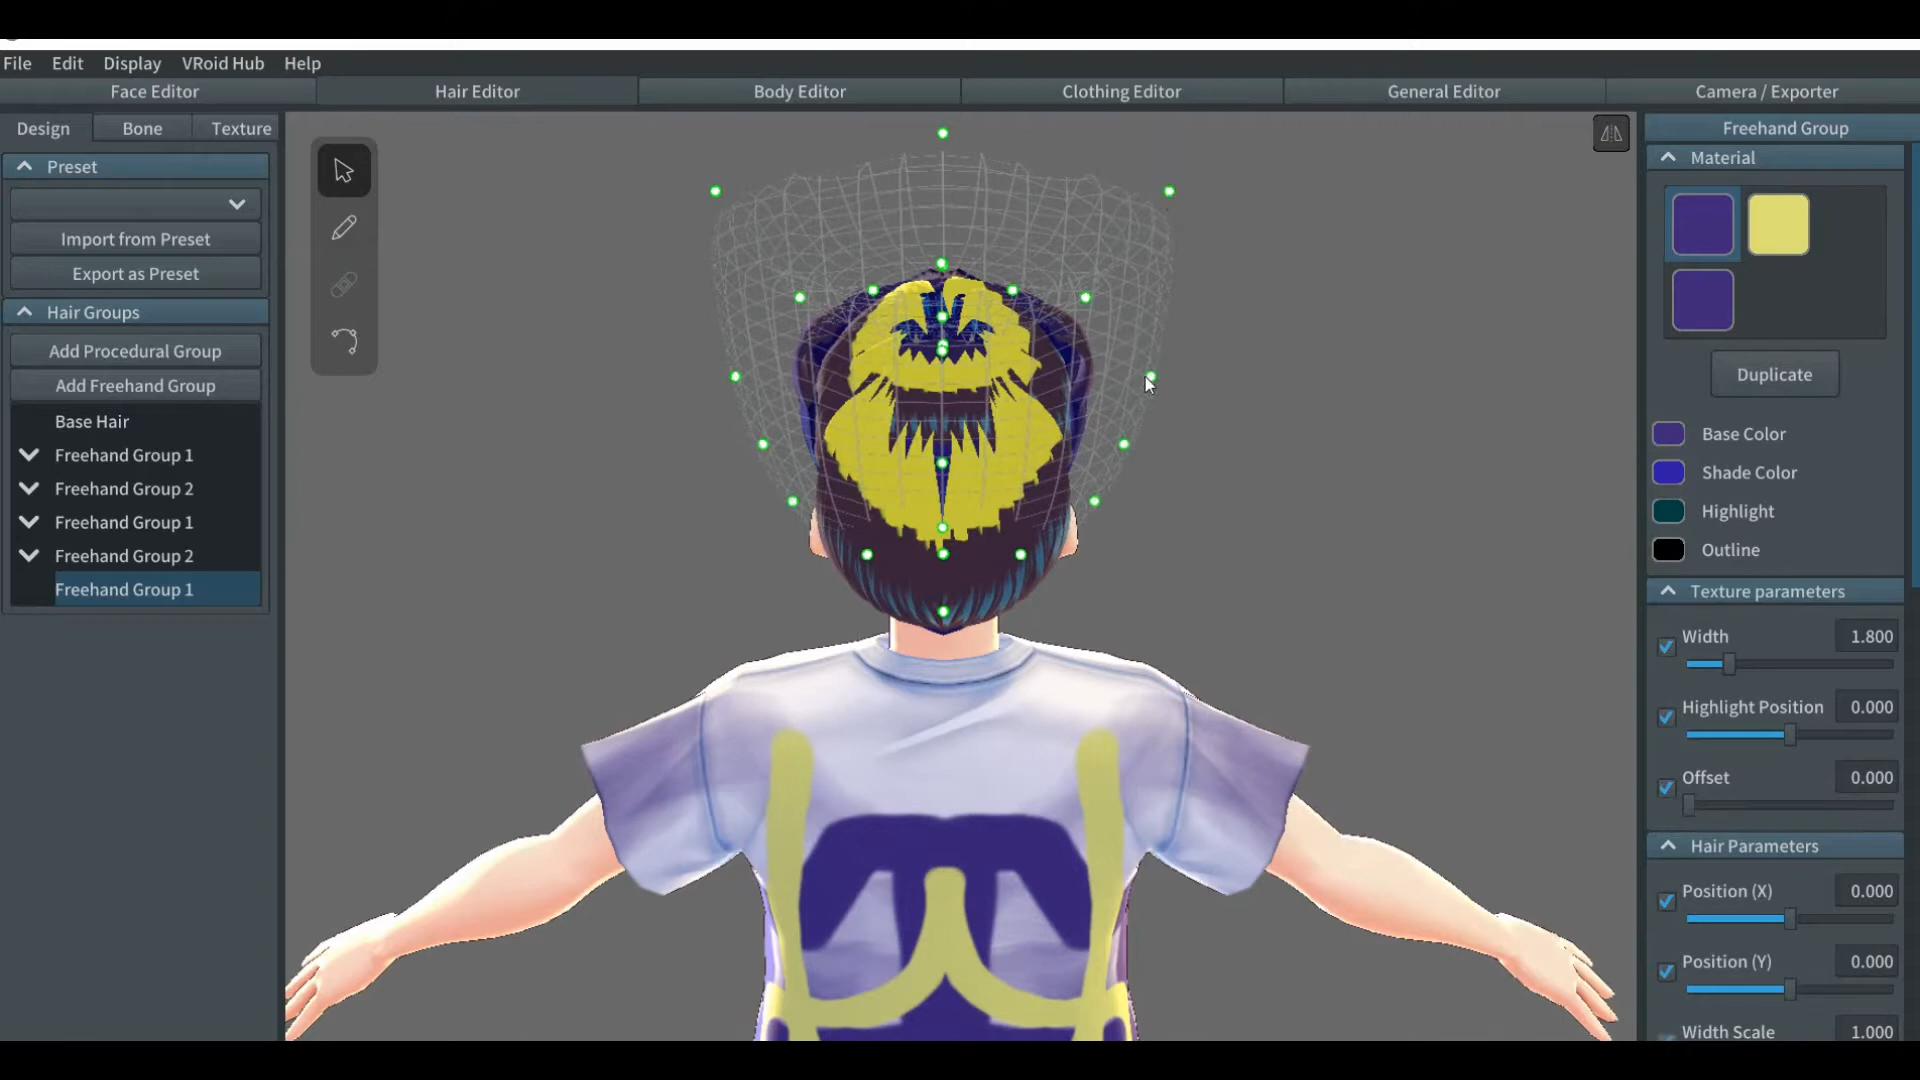 File Edit Display VRoid Hub Help
Face Editor Hair Editor Body Editor Clothing Editor General Editor Camera / Exporter
Design Bone Texture
Preset
Import from Preset
Export as Preset
Hair Groups
Add Procedural Group
Add Freehand Group
Base Hair
Freehand Group 1
Freehand Group 2
Freehand Group 1
Freehand Group 2
Freehand Group 1
Freehand Group
Material
Duplicate
Base Color
Shade Color
Highlight
Outline
Texture parameters
Width 1.800
Highlight Position 0.000
Offset 0.000
Hair Parameters
Position (X) 0.000
Position (Y) 0.000
Width Scale 1.000